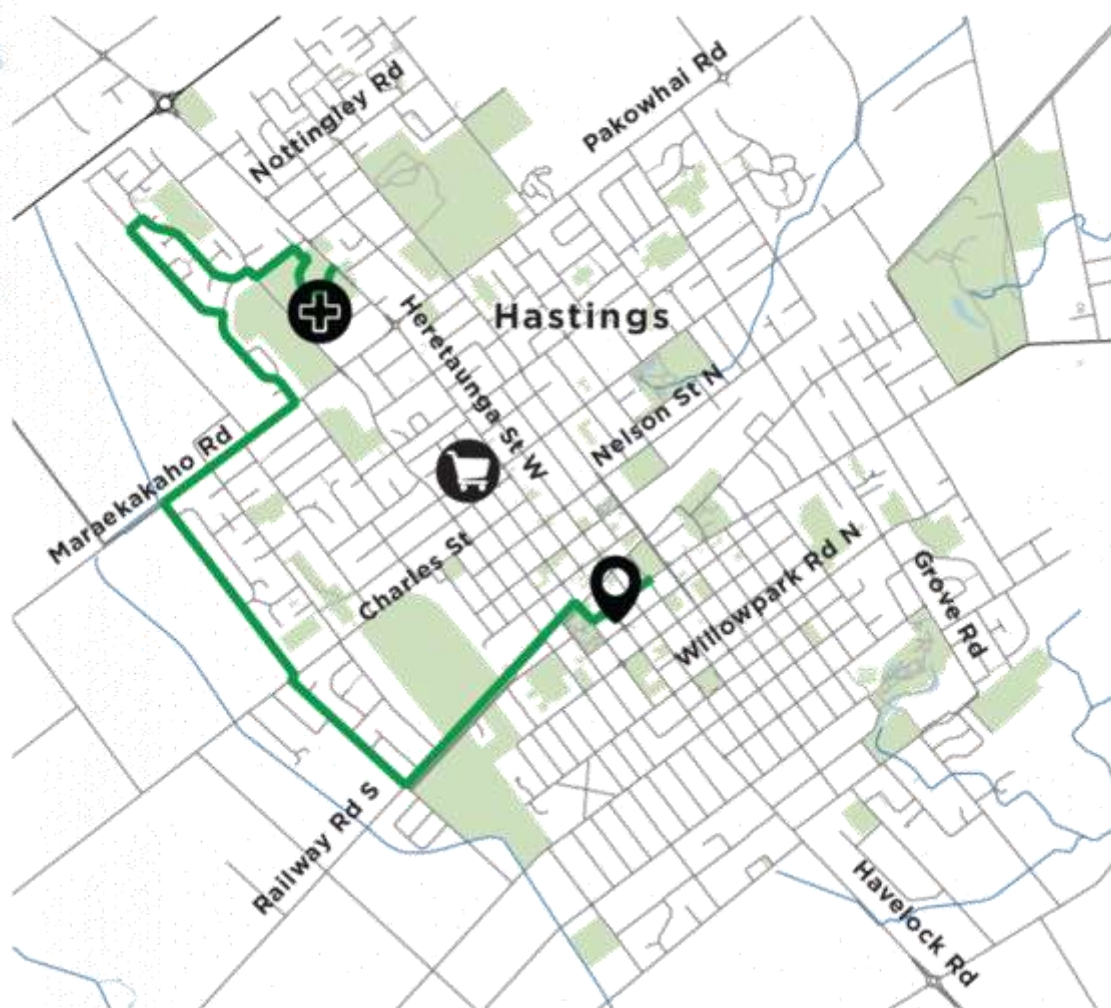 Nottingley Rd
Pakowhai Rd
Hastings
Heretaunga St W
Nelson St N
Maraekakaho Rd
Charles St
Willowpark Rd N
Grove Rd
Railway Rd S
Havelock Rd